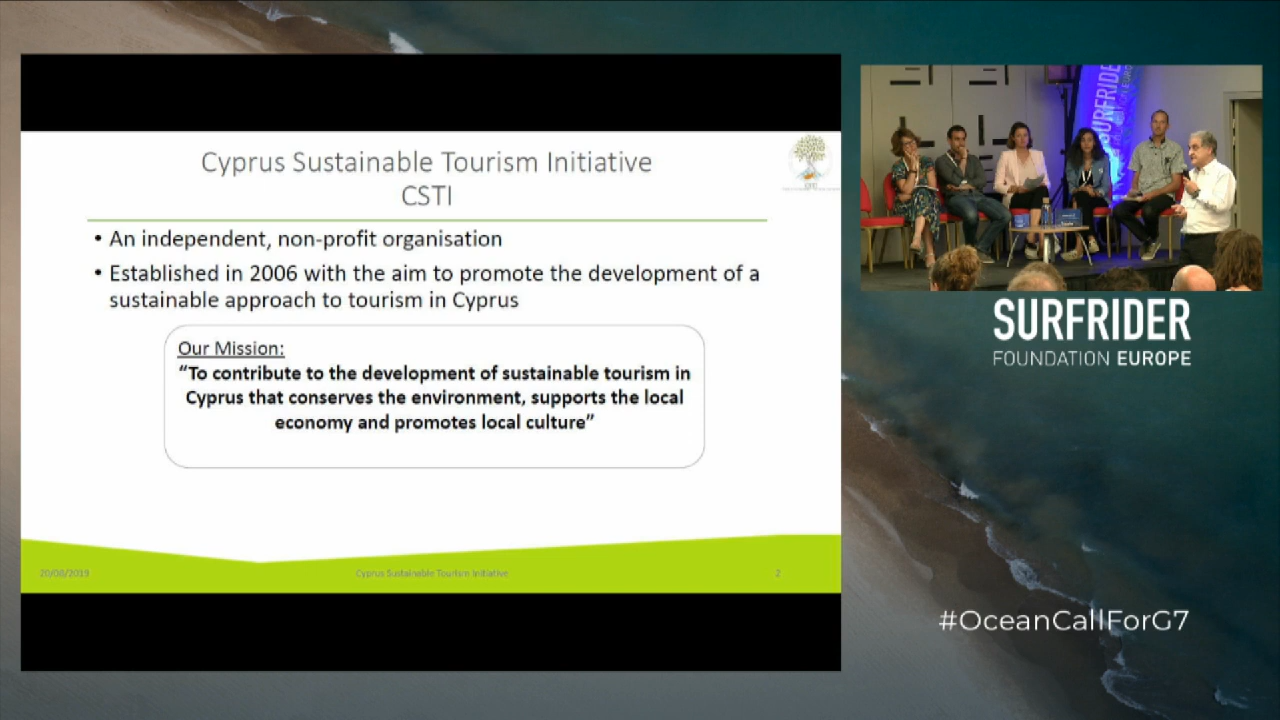 Cyprus Sustainable Tourism Initiative
CSTI
• An independent, non-profit organisation
• Established in 2006 with the aim to promote the development of a
sustainable approach to tourism in Cyprus
Our Mission:
“To contribute to the development of sustainable tourism in
Cyprus that conserves the environment, supports the local
economy and promotes local culture”
Cyprus Sustainable Tourism Initiative
2
SURFRIDER
SURFRIDER
FOUNDATION EUROPE
#OceanCallForG7